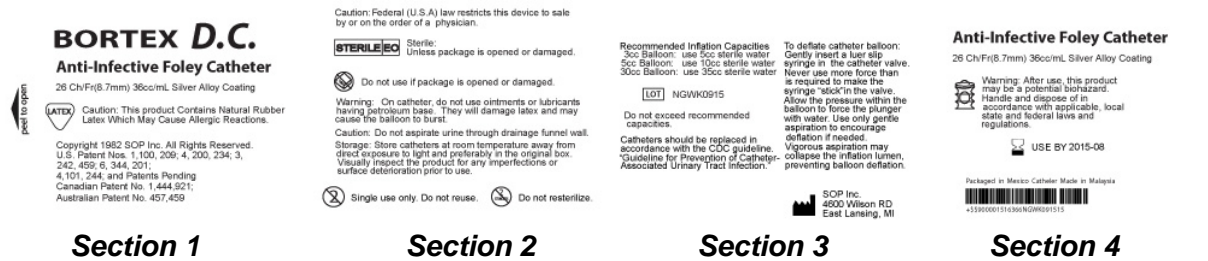 BORTEX D.C.
Anti-Infective Foley Catheter
26 Ch/Fr(8.7mm) 36cc/mL Silver Alloy Coating
peel to open
LATEX
Caution: This product Contains Natural Rubber
Latex Which May Cause Allergic Reactions.
Copyright 1982 SOP Inc. All Rights Reserved.
U.S. Patent Nos. 1,100, 209; 4, 200, 234; 3,
242, 459; 6, 344, 201;
4,101, 244; and Patents Pending
Canadian Patent No. 1,444,921;
Australian Patent No. 457,459
Section 1
Caution: Federal (U.S.A) law restricts this device to sale
by or on the order of a physician.
STERILE EO
Sterile:
Unless package is opened or damaged.
Do not use if package is opened or damaged.
Warning: On catheter, do not use ointments or lubricants
having petroleum base. They will damage latex and may
cause the balloon to burst.
Caution: Do not aspirate urine through drainage funnel wall.
Storage: Store catheters at room temperature away from
direct exposure to light and preferably in the original box.
Visually inspect the product for any imperfections or
surface deterioration prior to use.
2 Single use only. Do not reuse.
Do not resterilize.
Section 2
Recommended Inflation Capacities
3cc Balloon: use 5cc sterile water
5cc Balloon: use 10cc sterile water
30cc Balloon: use 35cc sterile water
LOT NGWK0915
Do not exceed recommended
capacities.
Catheters should be replaced in
accordance with the CDC guideline.
"Guideline for Prevention of Catheter-
Associated Urinary Tract Infection."
To deflate catheter balloon:
Gently insert a luer slip
syringe in the catheter valve.
Never use more force than
is required to make the
syringe "stick"in the valve.
Allow the pressure within the
balloon to force the plunger
with water. Use only gentle
aspiration to encourage
deflation if needed.
Vigorous aspiration may
collapse the inflation lumen,
preventing balloon deflation.
SOP Inc.
4600 Wilson RD
East Lansing, MI
Section 3
Anti-Infective Foley Catheter
26 Ch/Fr(8.7mm) 36cc/mL Silver Alloy Coating
Warning: After use, this product
may be a potential biohazard.
Handle and dispose of in
accordance with applicable, local
state and federal laws and
regulations.
USE BY 2015-08
Packaged in Mexico Catheler Made in Malaysia
+55900001516366NGWK091515
Section 4